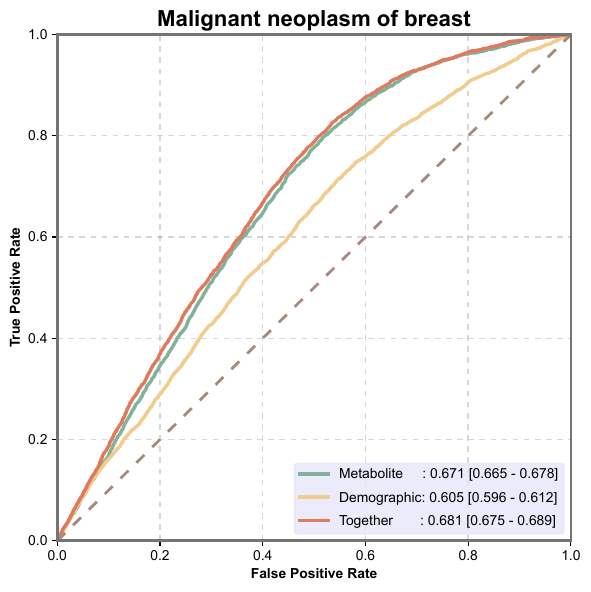 Malignant neoplasm of breast
True Positive Rate
1.0
0.8
0.6
0.4
0.2
0.0
Metabolite : 0.671 [0.665 - 0.678]
Demographic: 0.605 [0.596 - 0.612]
Together : 0.681 [0.675 - 0.689]
0.0 0.2 0.4 0.6 0.8 1.0
False Positive Rate